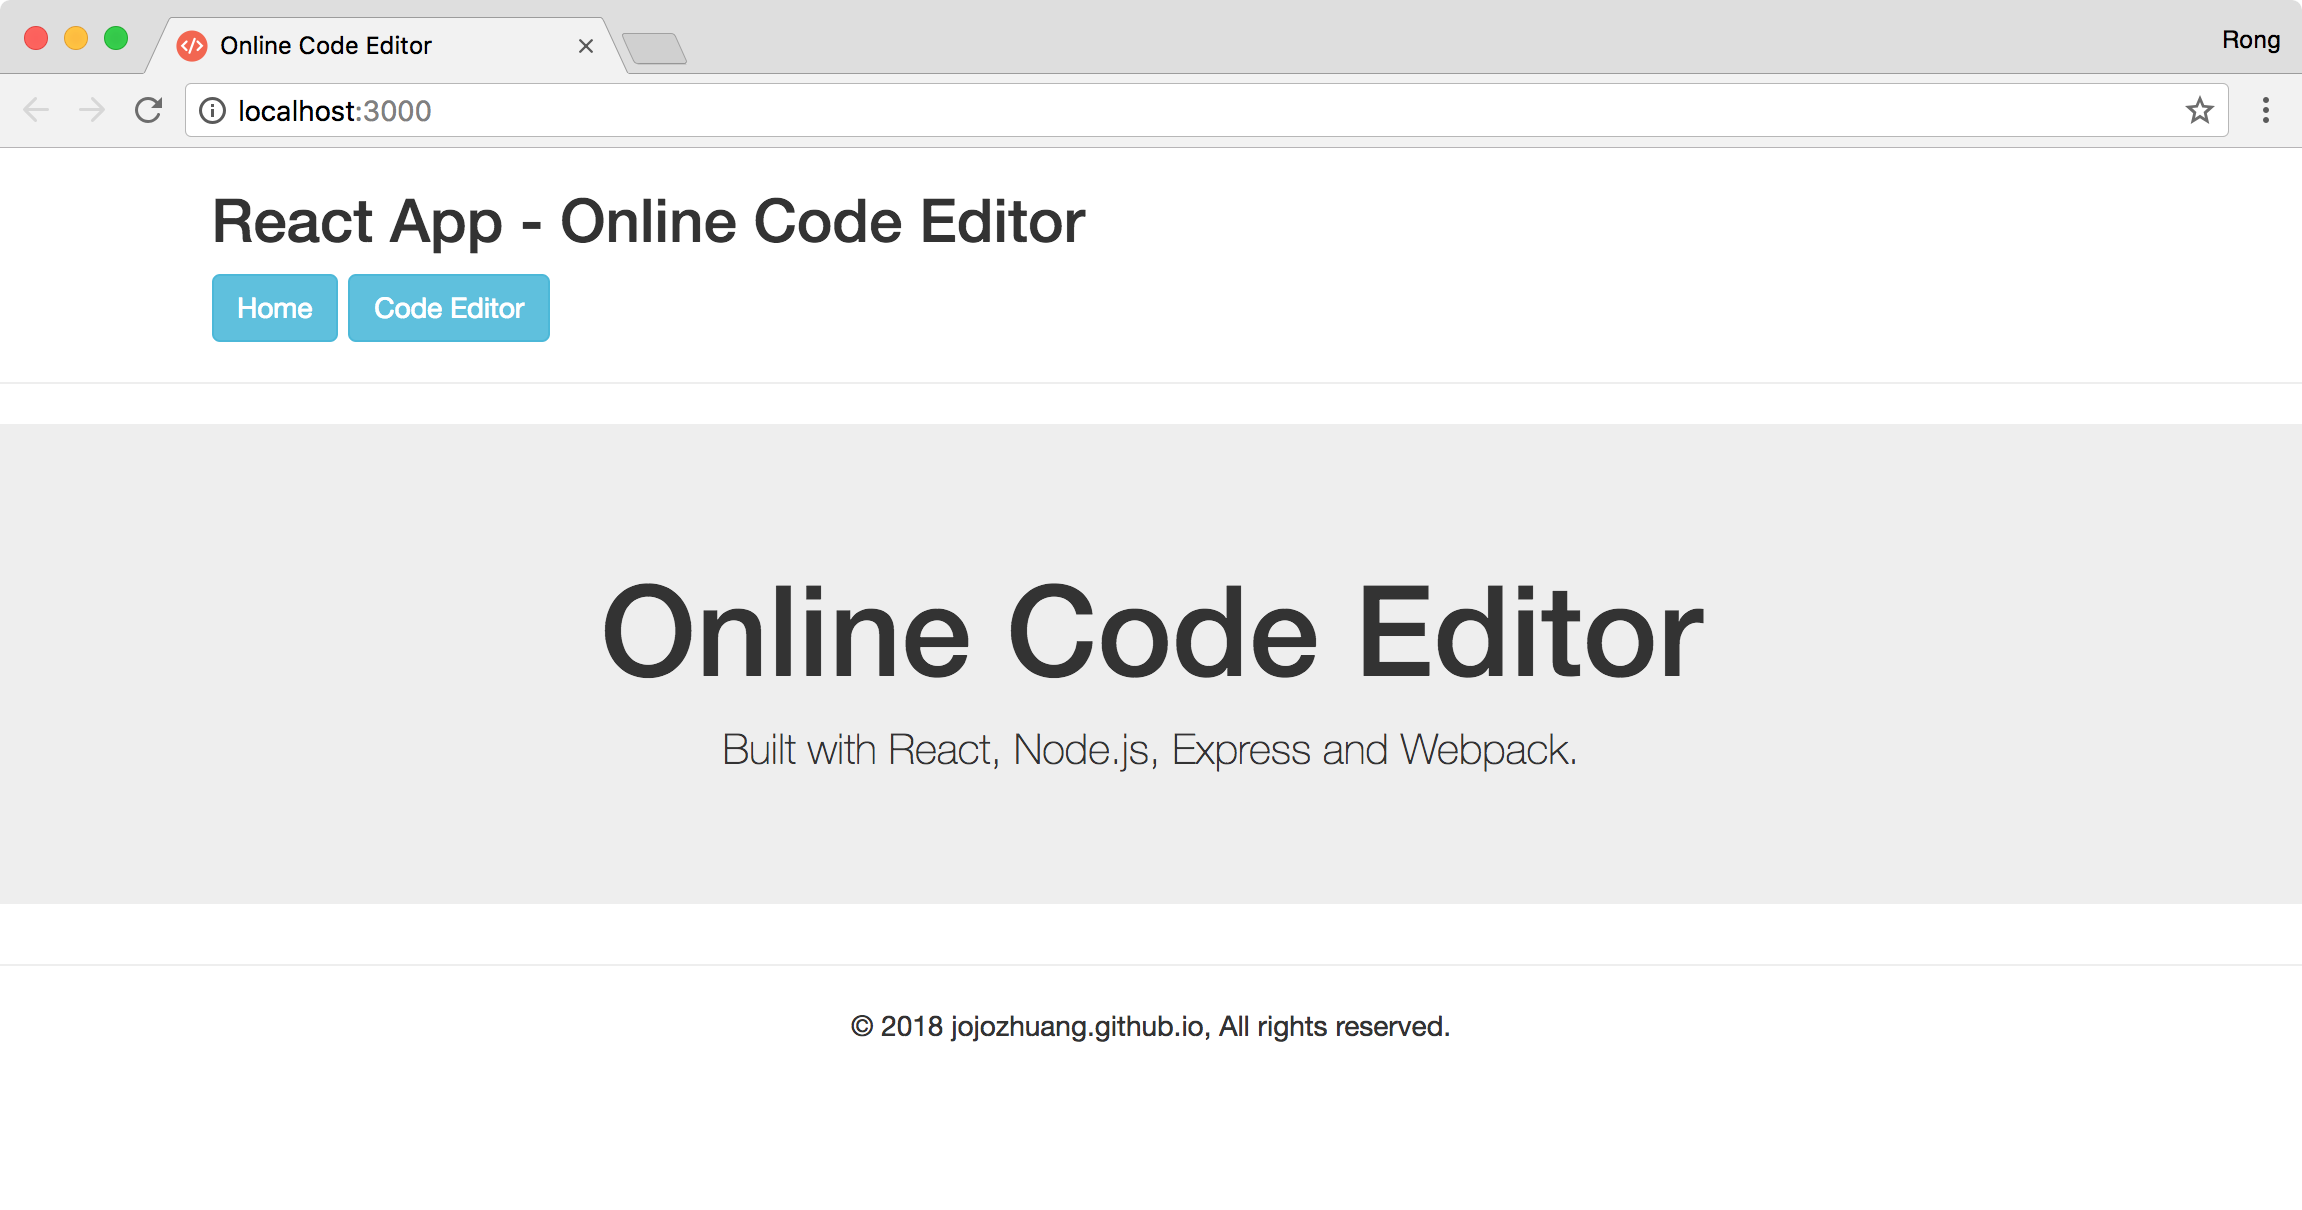 Online Code Editor
Rong
localhost:3000
React App - Online Code Editor
Home Code Editor
Online Code Editor
Built with React, Node.js, Express and Webpack.
© 2018 jojozhuang.github.io, All rights reserved.